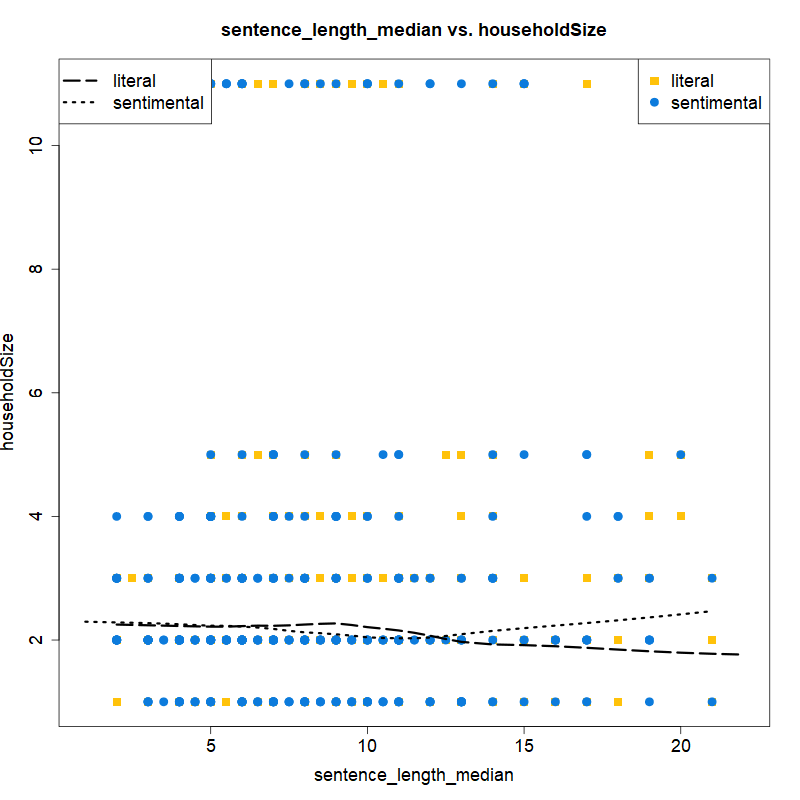 sentence_length_median vs. householdSize
literal
sentimental
literal
sentimental
householdSize
10
8
6
4
2
5
10
15
20
sentence_length_median